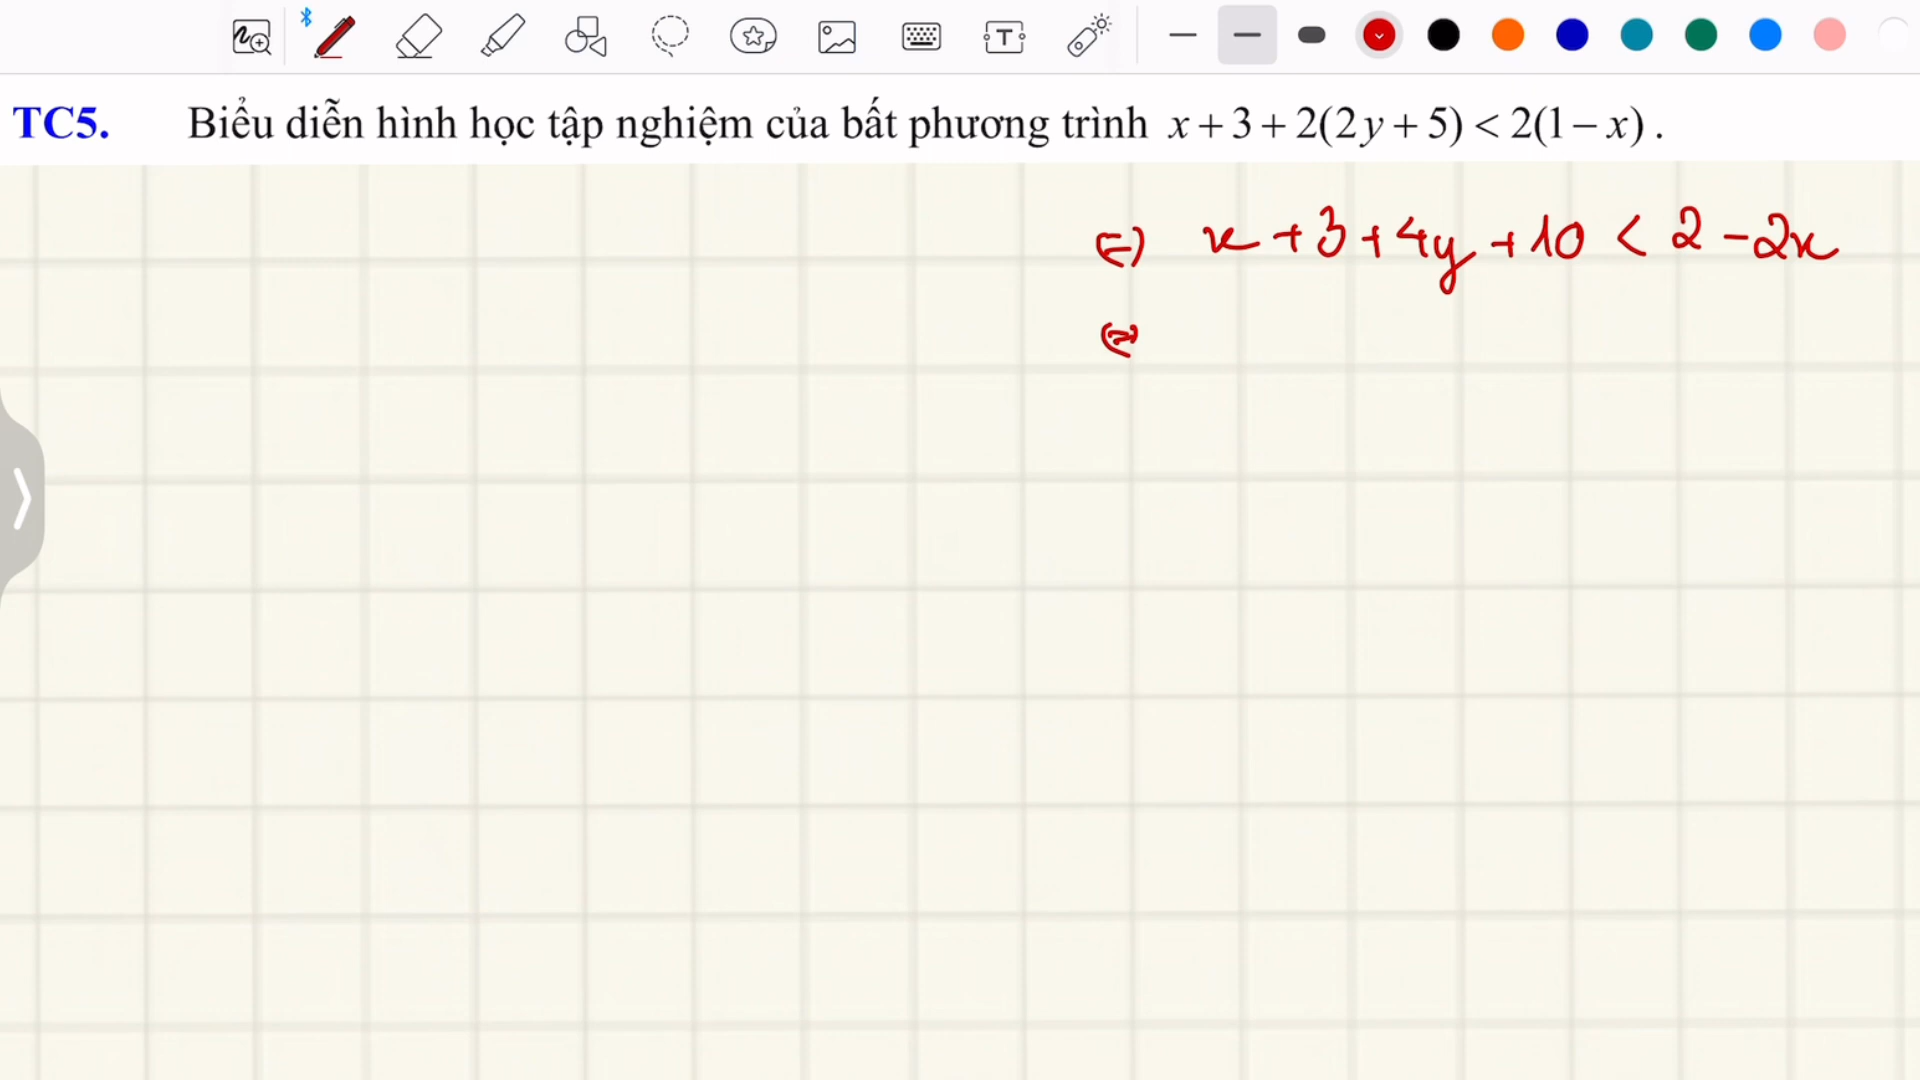 TC5. Biểu diễn hình học tập nghiệm của bất phương trình x + 3 + 2(2y + 5) < 2(1 − x) .
⇔ x + 3 + 4y + 10 < 2 − 2x
⇔